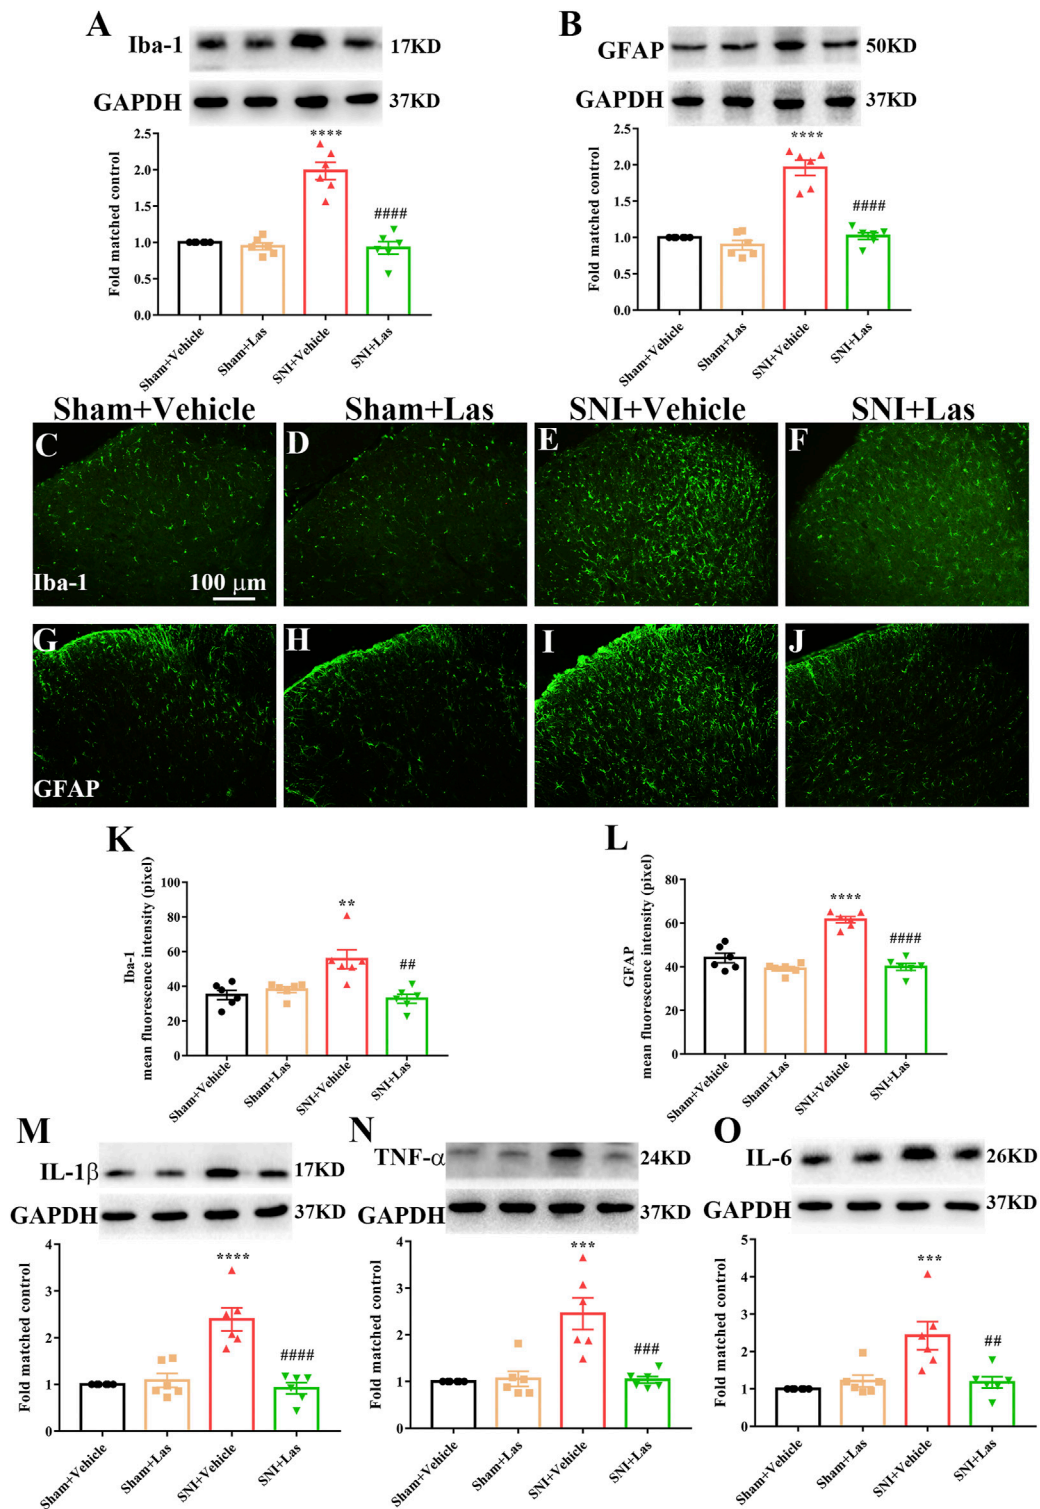 A
Iba-1
17KD
GAPDH
37KD
Fold matched control
2.5
2.0
1.5
1.0
0.5
0.0
****
####
Sham+Vehicle
Sham+Las
SNI+Vehicle
SNI+Las
B
GFAP
50KD
GAPDH
37KD
Fold matched control
2.5
2.0
1.5
1.0
0.5
0.0
****
####
Sham+Vehicle
Sham+Las
SNI+Vehicle
SNI+Las
Sham+Vehicle
Sham+Las
SNI+Vehicle
SNI+Las
C
D
E
F
Iba-1
100 μm
G
H
I
J
GFAP
K
Iba-1
mean fluorescence intensity (pixel)
100
80
60
40
20
0
**
##
Sham+Vehicle
Sham+Las
SNI+Vehicle
SNI+Las
L
GFAP
mean fluorescence intensity (pixel)
80
60
40
20
0
****
####
Sham+Vehicle
Sham+Las
SNI+Vehicle
SNI+Las
M
IL-1β
17KD
GAPDH
37KD
Fold matched control
4
3
2
1
0
****
####
Sham+Vehicle
Sham+Las
SNI+Vehicle
SNI+Las
N
TNF-α
24KD
GAPDH
37KD
Fold matched control
4
3
2
1
0
***
###
Sham+Vehicle
Sham+Las
SNI+Vehicle
SNI+Las
O
IL-6
26KD
GAPDH
37KD
Fold matched control
5
4
3
2
1
0
***
##
Sham+Vehicle
Sham+Las
SNI+Vehicle
SNI+Las